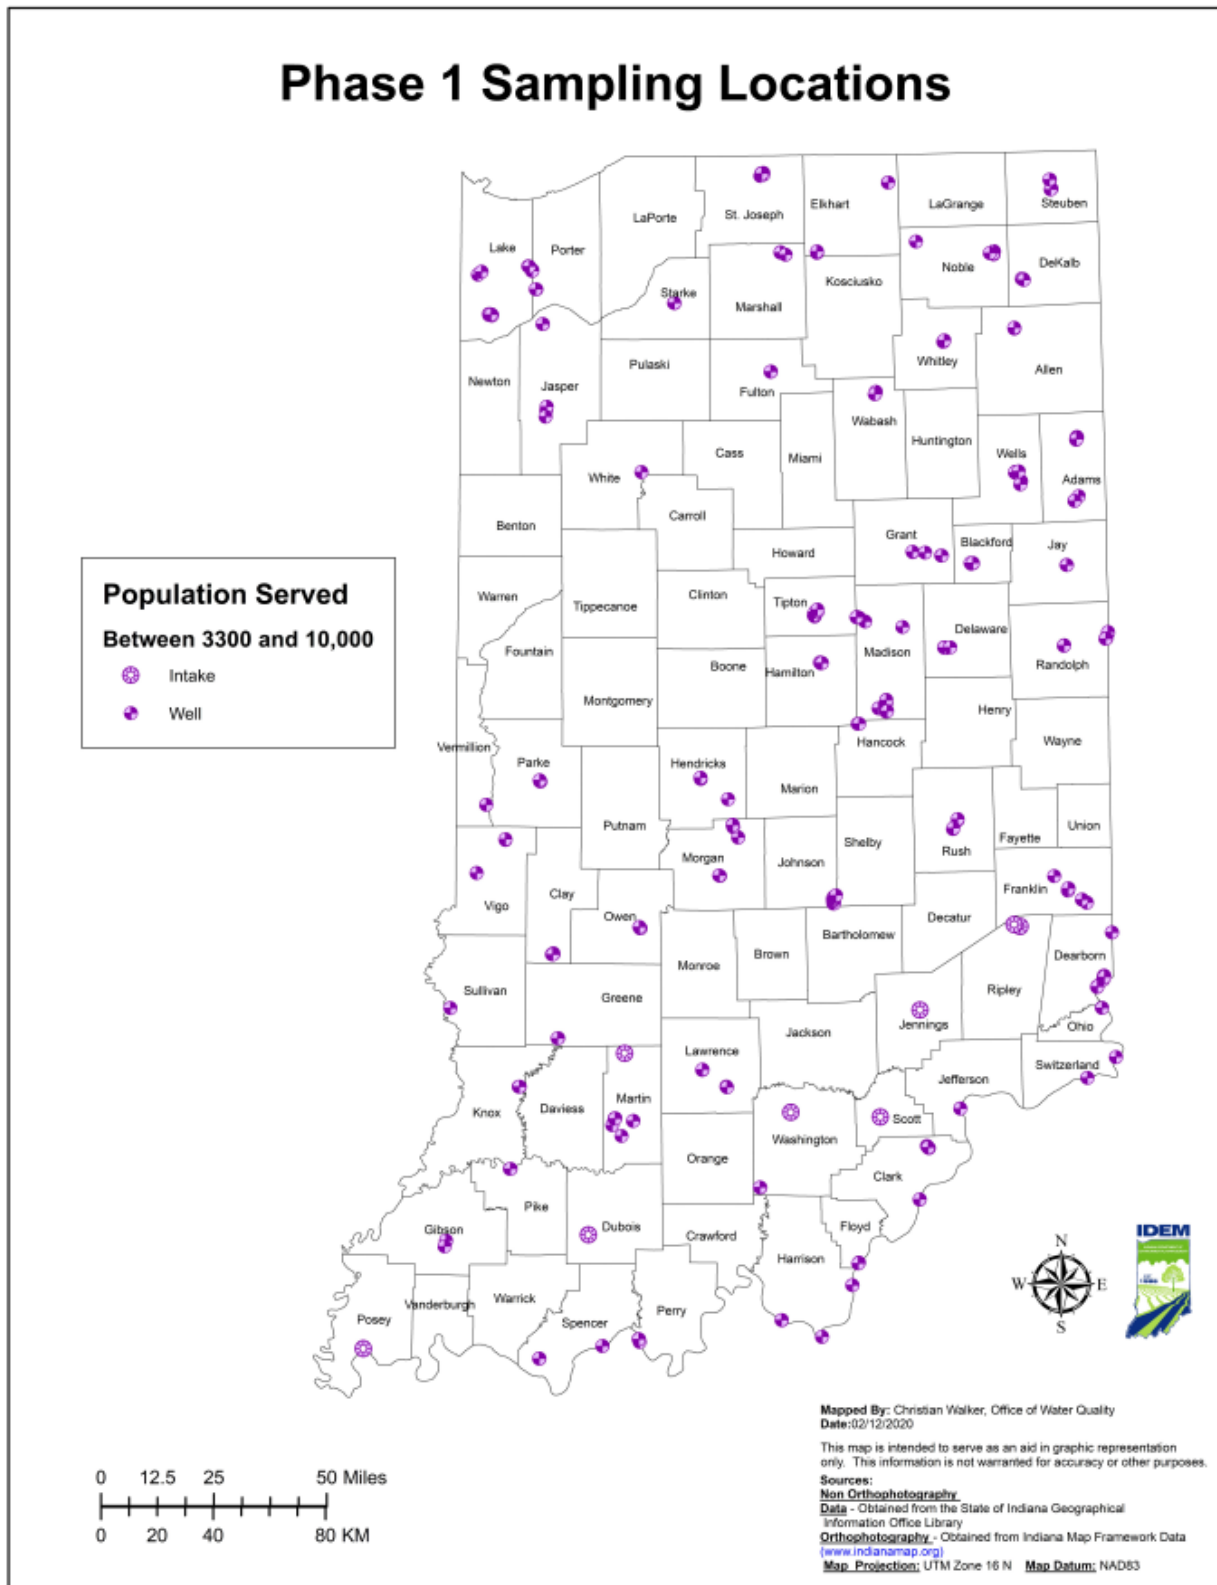 Phase 1 Sampling Locations
LaPorte
St. Joseph
Elkhart
LaGrange
Steuben
Lake
Porter
Noble
DeKalb
Starke
Marshall
Kosciusko
Newton
Jasper
Pulaski
Fulton
Whitley
Allen
Wabash
Huntington
Wells
Adams
White
Cass
Miami
Carroll
Benton
Howard
Grant
Blackford
Jay
Population Served
Between 3300 and 10,000
Intake
Well
Warren
Tippecanoe
Clinton
Tipton
Madison
Delaware
Randolph
Fountain
Boone
Hamilton
Montgomery
Henry
Hancock
Wayne
Vermillion
Parke
Hendricks
Marion
Putnam
Shelby
Rush
Fayette
Union
Morgan
Johnson
Franklin
Vigo
Clay
Owen
Decatur
Bartholomew
Brown
Monroe
Dearborn
Sullivan
Greene
Ripley
Jennings
Ohio
Jackson
Lawrence
Switzerland
Jefferson
Knox
Daviess
Martin
Washington
Scott
Orange
Clark
Pike
Dubois
Gibson
Crawford
Floyd
Harrison
Posey
Vanderburgh
Warrick
Spencer
Perry
IDEM
N
W
E
S
0 12.5 25 50 Miles
0 20 40 80 KM
Mapped By: Christian Walker, Office of Water Quality
Date:02/12/2020
This map is intended to serve as an aid in graphic representation
only. This information is not warranted for accuracy or other purposes.
Sources:
Non Orthophotography
Data - Obtained from the State of Indiana Geographical
Information Office Library
Orthophotography - Obtained from Indiana Map Framework Data
(www.indianamap.org)
Map Projection: UTM Zone 16 N Map Datum: NAD83